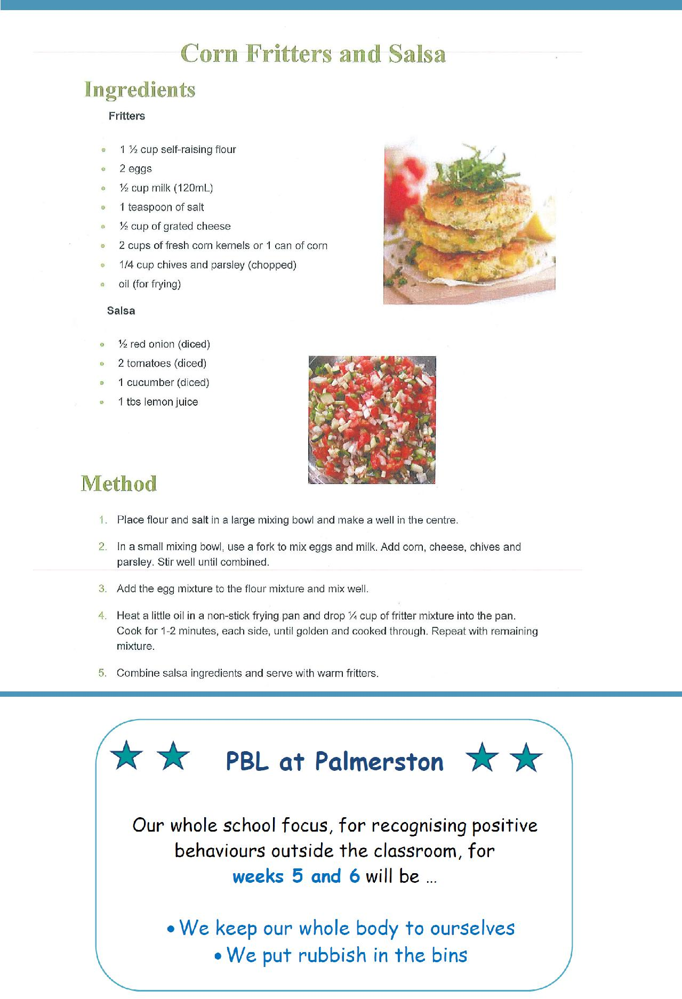 Corn Fritters and Salsa
Ingredients
Fritters
• 1 ½ cup self-raising flour
• 2 eggs
• ½ cup milk (120mL)
• 1 teaspoon of salt
• ½ cup of grated cheese
• 2 cups of fresh corn kernels or 1 can of corn
• 1/4 cup chives and parsley (chopped)
• oil (for frying)
Salsa
• ½ red onion (diced)
• 2 tomatoes (diced)
• 1 cucumber (diced)
• 1 tbs lemon juice
Method
1. Place flour and salt in a large mixing bowl and make a well in the centre.
2. In a small mixing bowl, use a fork to mix eggs and milk. Add corn, cheese, chives and
parsley. Stir well until combined.
3. Add the egg mixture to the flour mixture and mix well.
4. Heat a little oil in a non-stick frying pan and drop ¼ cup of fritter mixture into the pan.
Cook for 1-2 minutes, each side, until golden and cooked through. Repeat with remaining
mixture.
5. Combine salsa ingredients and serve with warm fritters.
PBL at Palmerston
Our whole school focus, for recognising positive
behaviours outside the classroom, for
weeks 5 and 6 will be ...
• We keep our whole body to ourselves
• We put rubbish in the bins